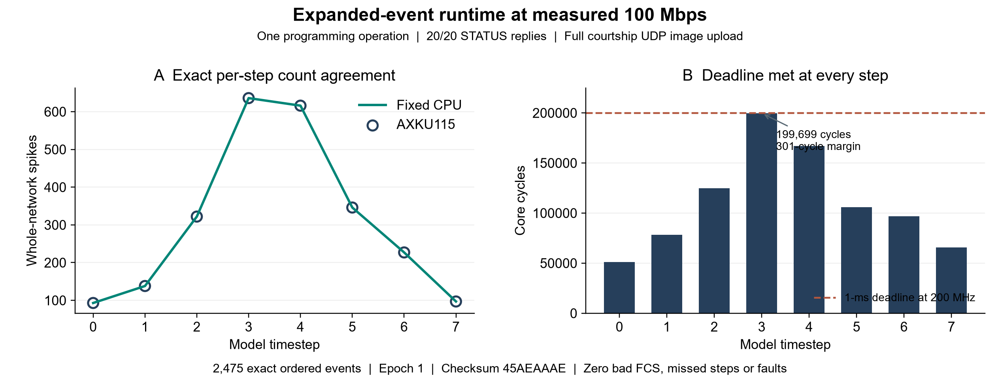 Expanded-event runtime at measured 100 Mbps
One programming operation | 20/20 STATUS replies | Full courtship UDP image upload
A Exact per-step count agreement
Fixed CPU
AXKU115
Whole-network spikes
600
500
400
300
200
100
0 1 2 3 4 5 6 7
Model timestep
B Deadline met at every step
199,699 cycles
301-cycle margin
Core cycles
200000
150000
100000
50000
0
1-ms deadline at 200 MHz
0 1 2 3 4 5 6 7
Model timestep
2,475 exact ordered events | Epoch 1 | Checksum 45AEAAAE | Zero bad FCS, missed steps or faults